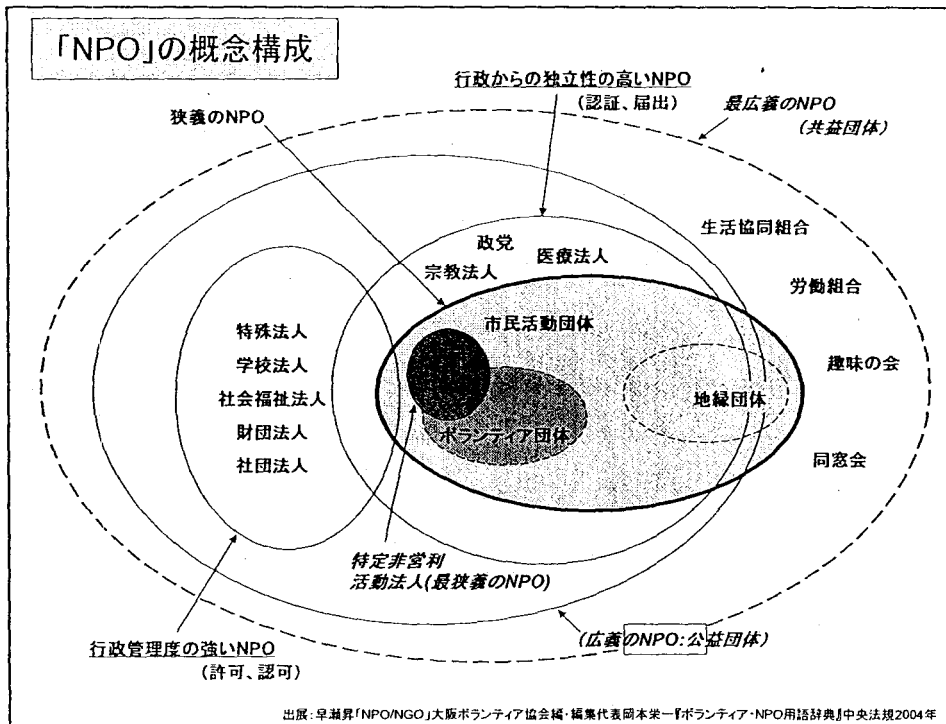 「NPO」の概念構成
行政からの独立性の高いNPO
(認証、届出)
最広義のNPO
(共益団体)
狭義のNPO
生活協同組合
政党
医療法人
宗教法人
労働組合
市民活動団体
特殊法人
学校法人
社会福祉法人
財団法人
社団法人
趣味の会
地縁団体
ボランティア団体
同窓会
特定非営利
活動法人(最狭義のNPO)
(広義のNPO:公益団体)
行政管理度の強いNPO
(許可、認可)
出展:早瀬昇「NPO/NGO」大阪ボランティア協会編・編集代表岡本栄一『ボランティア・NPO用語辞典』中央法規2004年